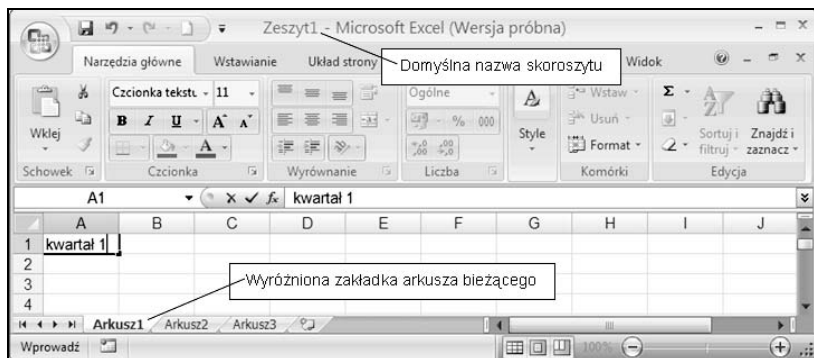 Zeszyt1 - Microsoft Excel (Wersja próbna)
Narzędzia główne Wstawianie Układ strony Widok
Domyślna nazwa skoroszytu
Czcionka tekstu 11 Ogólne Wstaw Σ
B I U A A % 000 Usuń
Wklej Style Format Sortuj i filtruj Znajdź i zaznacz
A
Schowek Czcionka Wyrównanie Liczba Komórki Edycja
A1 fx kwartał 1
A B C D E F G H I J
1 kwartał 1
2
3 Wyróżniona zakładka arkusza bieżącego
4
Arkusz1 Arkusz2 Arkusz3
Wprowadź 100%